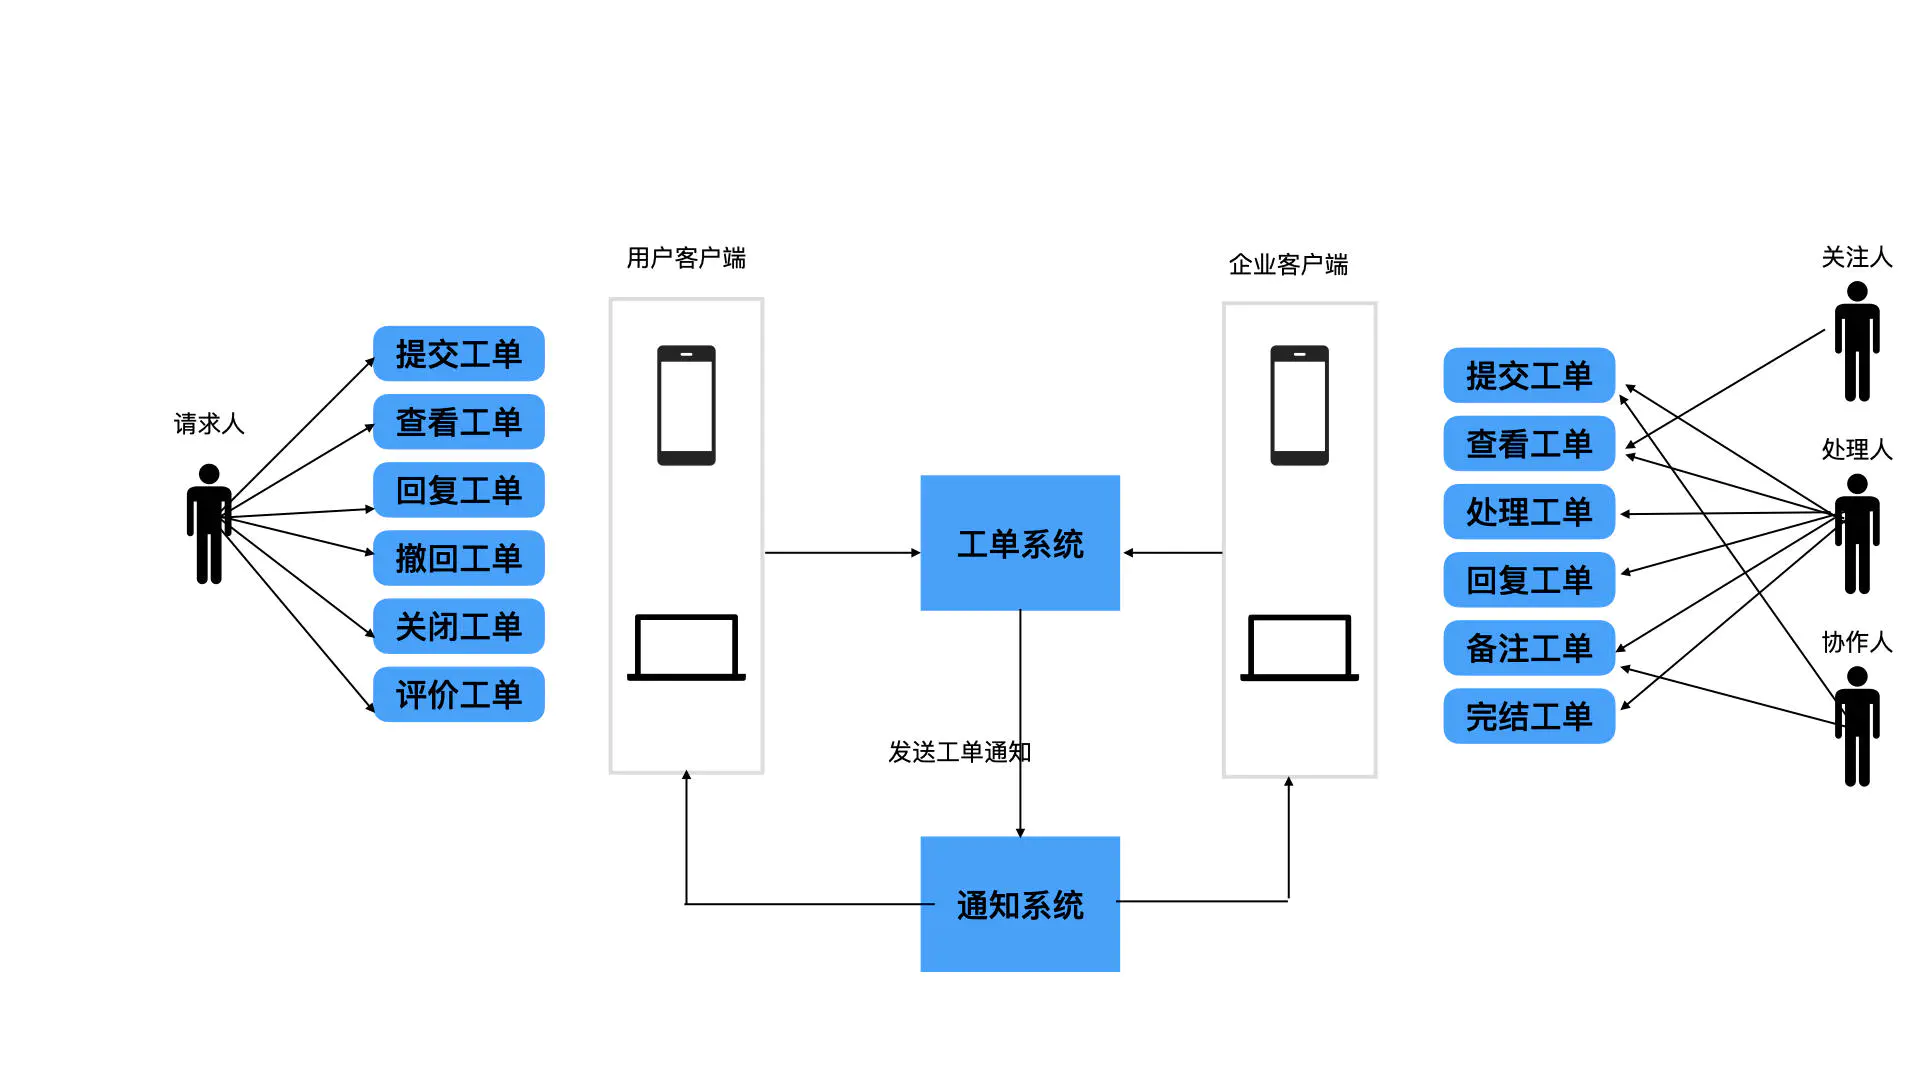 请求人
提交工单
查看工单
回复工单
撤回工单
关闭工单
评价工单
用户客户端
工单系统
发送工单通知
通知系统
企业客户端
提交工单
查看工单
处理工单
回复工单
备注工单
完结工单
关注人
处理人
协作人